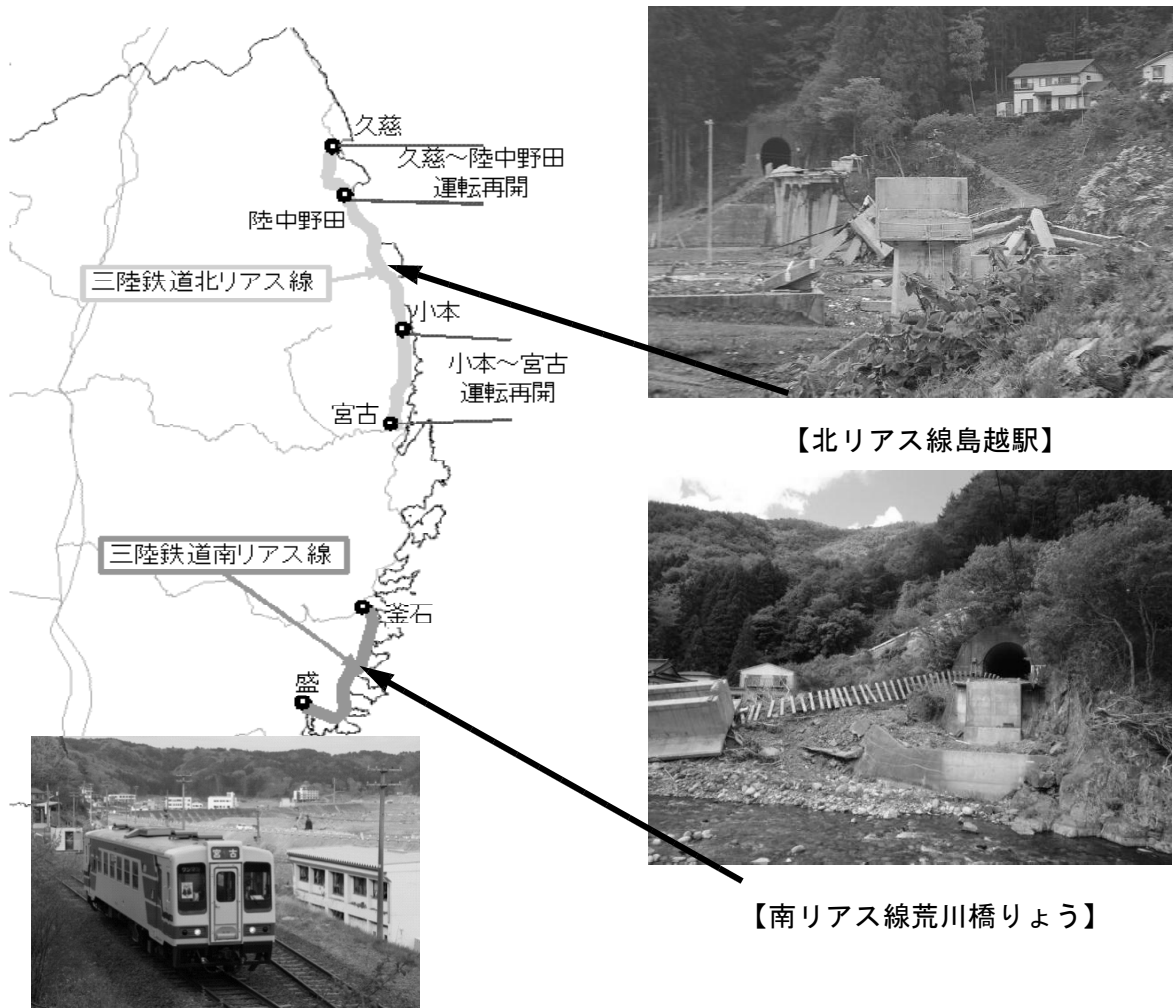 久慈
久慈～陸中野田
運転再開
陸中野田
三陸鉄道北リアス線
小本
小本～宮古
運転再開
宮古
【北リアス線島越駅】
三陸鉄道南リアス線
釜石
盛
宮古
【南リアス線荒川橋りょう】